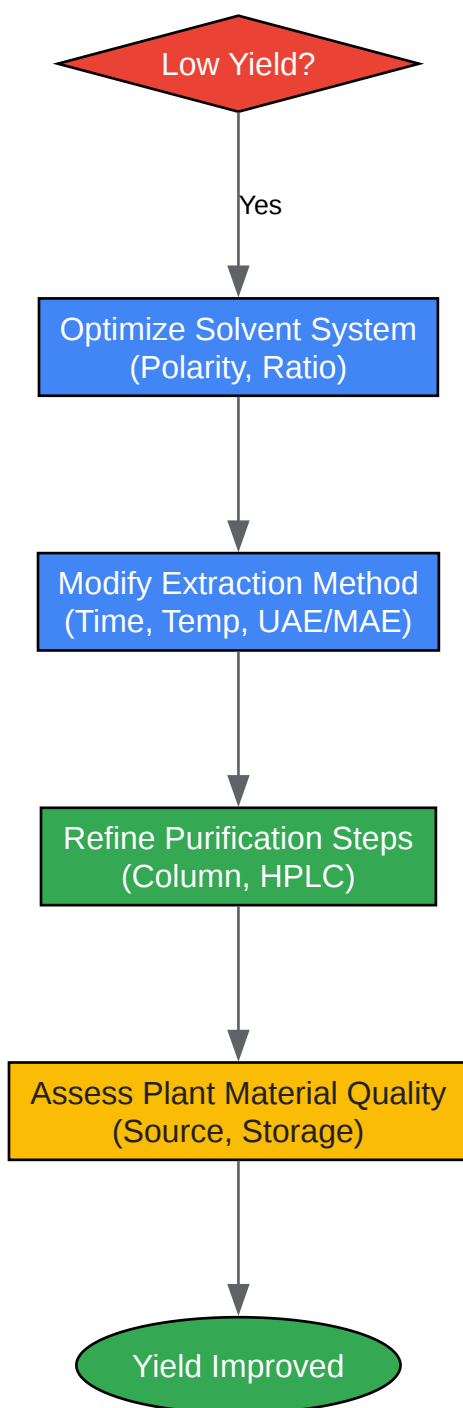 Low Yield?
Yes
Optimize Solvent System
(Polarity, Ratio)
Modify Extraction Method
(Time, Temp, UAE/MAE)
Refine Purification Steps
(Column, HPLC)
Assess Plant Material Quality
(Source, Storage)
Yield Improved